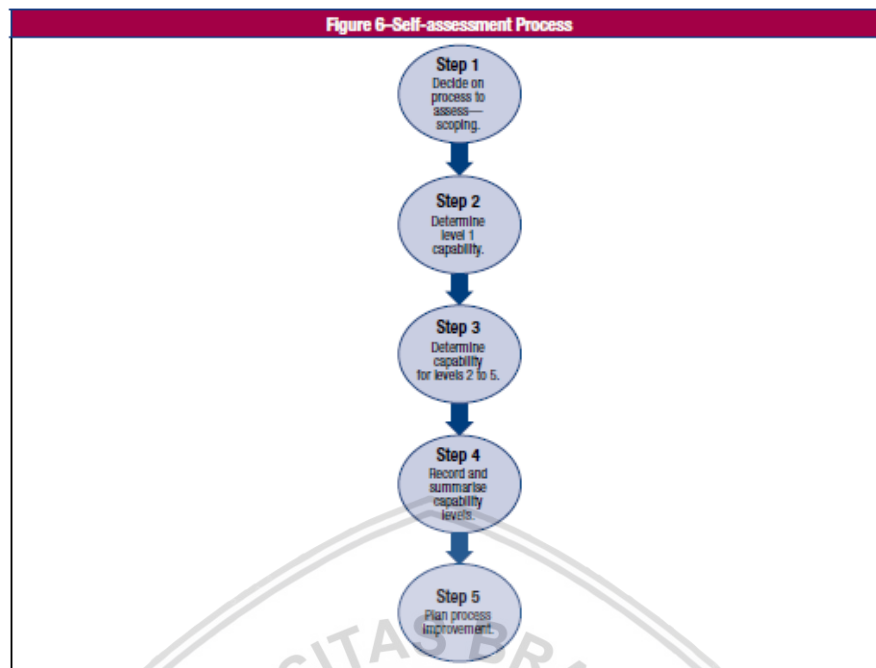 Figure 6–Self-assessment Process
Step 1
Decide on
process to
assess—
scoping.
Step 2
Determine
level 1
capability.
Step 3
Determine
capability
for levels 2 to 5.
Step 4
Record and
summarise
capability
levels.
Step 5
Plan process
improvement.
SITAS BRA